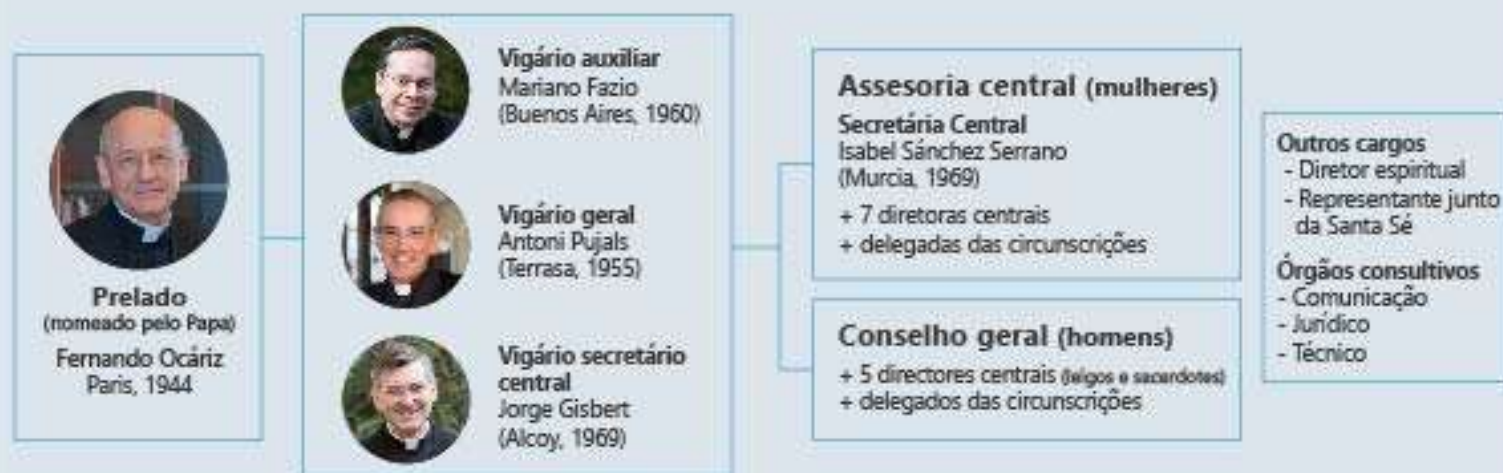 Prelado
(nomeado pelo Papa)
Fernando Ocáriz
Paris, 1944
Vigário auxiliar
Mariano Fazio
(Buenos Aires, 1960)
Vigário geral
Antoni Pujals
(Terrasa, 1955)
Vigário secretário
central
Jorge Gisbert
(Alcoy, 1969)
Assesoria central (mulheres)
Secretária Central
Isabel Sánchez Serrano
(Murcia, 1969)
+ 7 diretoras centrais
+ delegadas das circunscrições
Conselho geral (homens)
+ 5 directores centrais (leigos e sacerdotes)
+ delegados das circunscrições
Outros cargos
- Diretor espiritual
- Representante junto
da Santa Sé
Órgãos consultivos
- Comunicação
- Jurídico
- Técnico